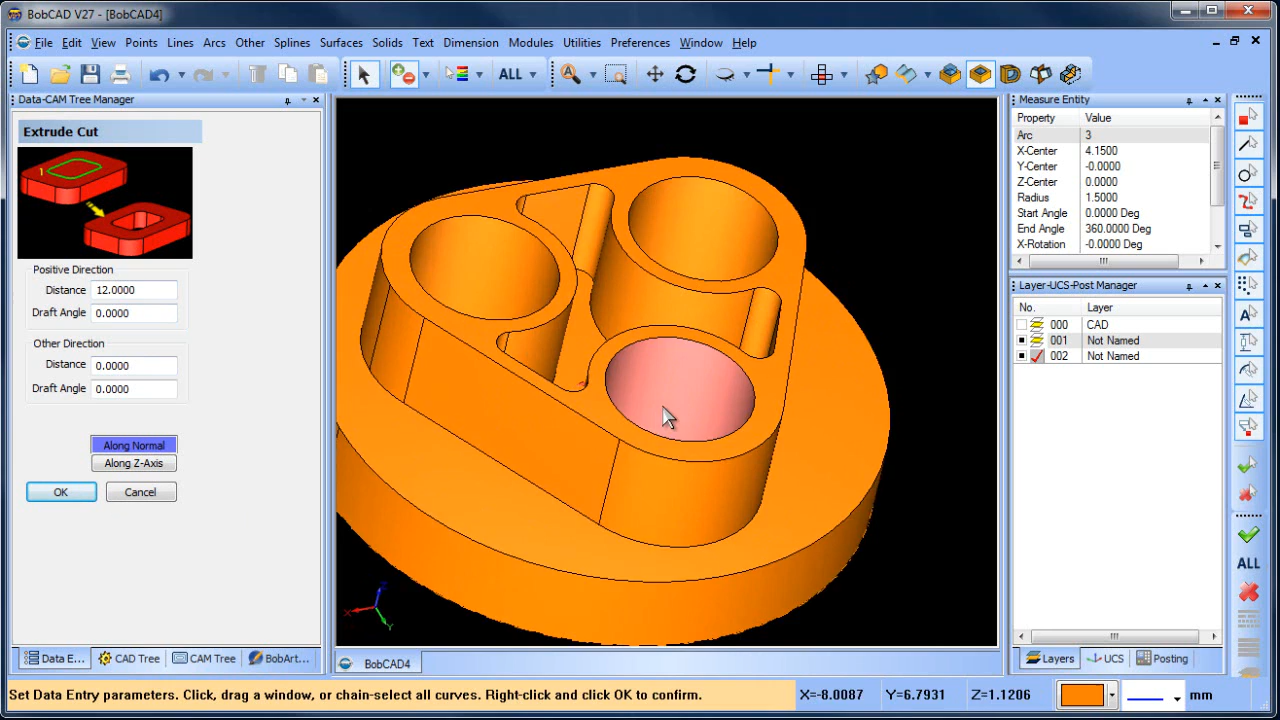 BobCAD V27 - [BobCAD4]
File Edit View Points Lines Arcs Other Splines Surfaces Solids Text Dimension Modules Utilities Preferences Window Help
ALL
Data-CAM Tree Manager
Extrude Cut
Positive Direction
Distance 12.0000
Draft Angle 0.0000
Other Direction
Distance 0.0000
Draft Angle 0.0000
Along Normal
Along Z-Axis
OK Cancel
Data E... CAD Tree CAM Tree BobArt...
X Y Z
BobCAD4
Measure Entity
Property Value
Arc 3
X-Center 4.1500
Y-Center -0.0000
Z-Center 0.0000
Radius 1.5000
Start Angle 0.0000 Deg
End Angle 360.0000 Deg
X-Rotation -0.0000 Deg
Layer-UCS-Post Manager
No. Layer
000 CAD
001 Not Named
002 Not Named
Layers UCS Posting
A
ALL
Set Data Entry parameters. Click, drag a window, or chain-select all curves. Right-click and click OK to confirm. X=-8.0087 Y=6.7931 Z=1.1206 mm